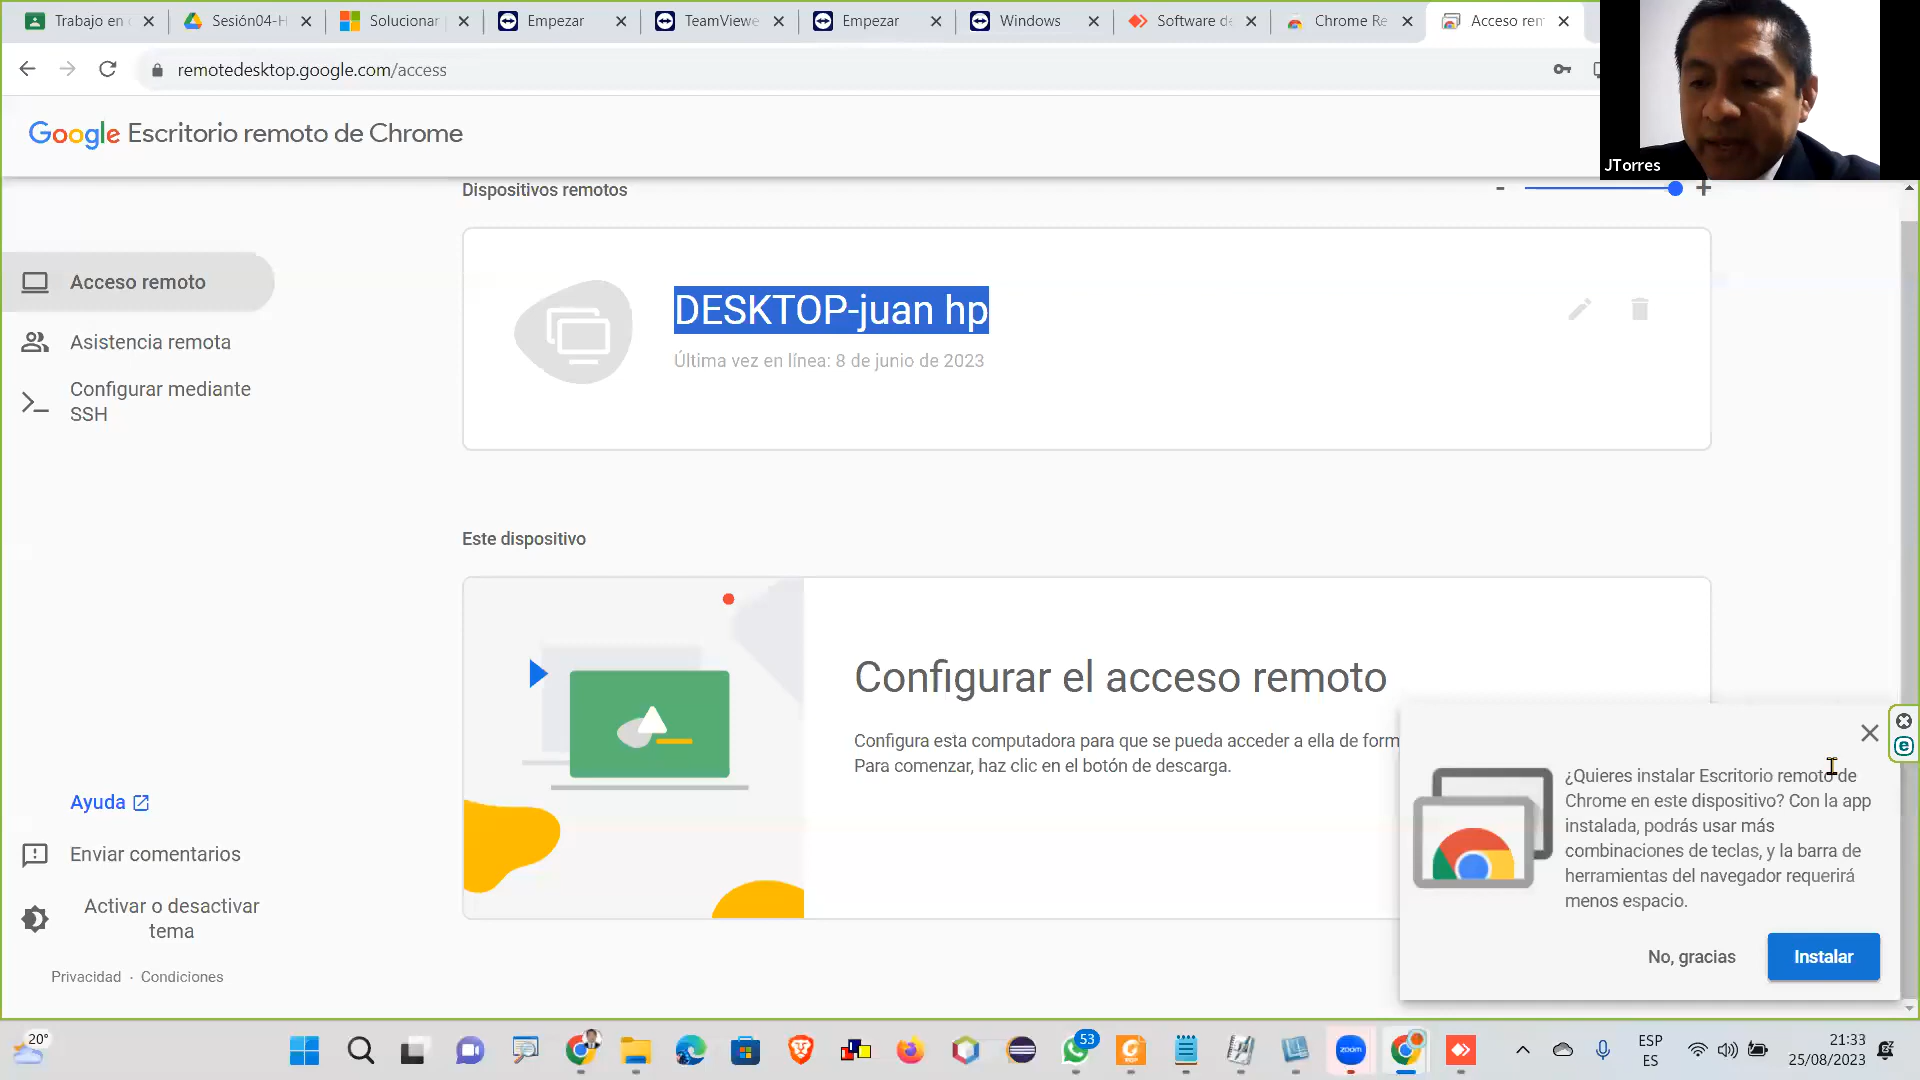 Trabajo en
Sesión04-H
Solucionar
Empezar
TeamViewe
Empezar
Windows
Software de
Chrome Re
Acceso rem
remotedesktop.google.com/access
JTorres
Google Escritorio remoto de Chrome
Dispositivos remotos
- +
Acceso remoto
Asistencia remota
Configurar mediante
SSH
DESKTOP-juan hp
Última vez en línea: 8 de junio de 2023
Este dispositivo
Configurar el acceso remoto
Configura esta computadora para que se pueda acceder a ella de form
Para comenzar, haz clic en el botón de descarga.
¿Quieres instalar Escritorio remoto de
Chrome en este dispositivo? Con la app
instalada, podrás usar más
combinaciones de teclas, y la barra de
herramientas del navegador requerirá
menos espacio.
No, gracias
Instalar
Ayuda
Enviar comentarios
Activar o desactivar
tema
Privacidad · Condiciones
20°
53
zoom
ESP
ES
21:33
25/08/2023